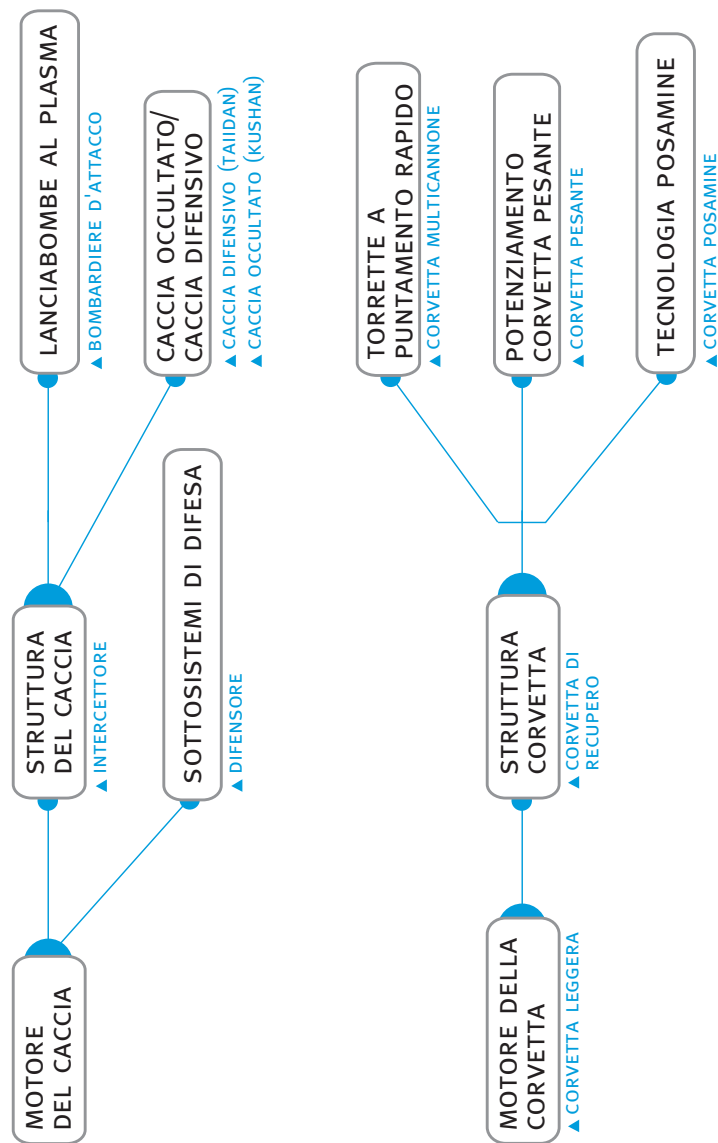 MOTORE
DEL CACCIA
STRUTTURA
DEL CACCIA
▲ INTERCETTORE
LANCIABOMBE AL PLASMA
▲ BOMBARDIERE D'ATTACCO
CACCIA OCCULTATO/
CACCIA DIFENSIVO
▲ CACCIA DIFENSIVO (TAIIDAN)
▲ CACCIA OCCULTATO (KUSHAN)
SOTTOSISTEMI DI DIFESA
▲ DIFENSORE
MOTORE DELLA
CORVETTA
▲ CORVETTA LEGGERA
STRUTTURA
CORVETTA
▲ CORVETTA DI
RECUPERO
TORRETTE A
PUNTAMENTO RAPIDO
▲ CORVETTA MULTICANNONE
POTENZIAMENTO
CORVETTA PESANTE
▲ CORVETTA PESANTE
TECNOLOGIA POSAMINE
▲ CORVETTA POSAMINE